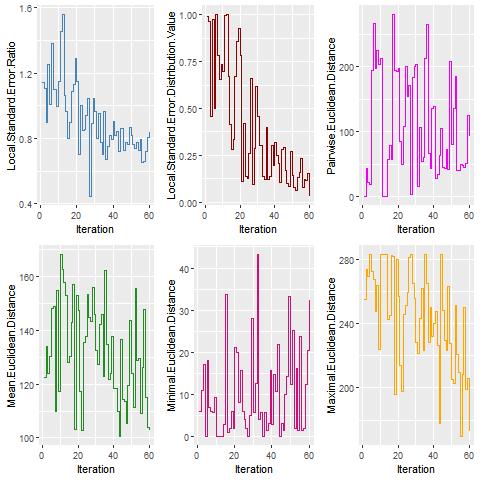 Local.Standard.Error.Ratio
1.6
1.2
0.8
0.4
0 20 40 60
Iteration
Local.Standard.Error.Distribution.Value
1.00
0.75
0.50
0.25
0.00
0 20 40 60
Iteration
Pairwise.Euclidean.Distance
200
100
0
0 20 40 60
Iteration
Mean.Euclidean.Distance
160
140
120
100
0 20 40 60
Iteration
Minimal.Euclidean.Distance
40
30
20
10
0
0 20 40 60
Iteration
Maximal.Euclidean.Distance
280
240
200
0 20 40 60
Iteration